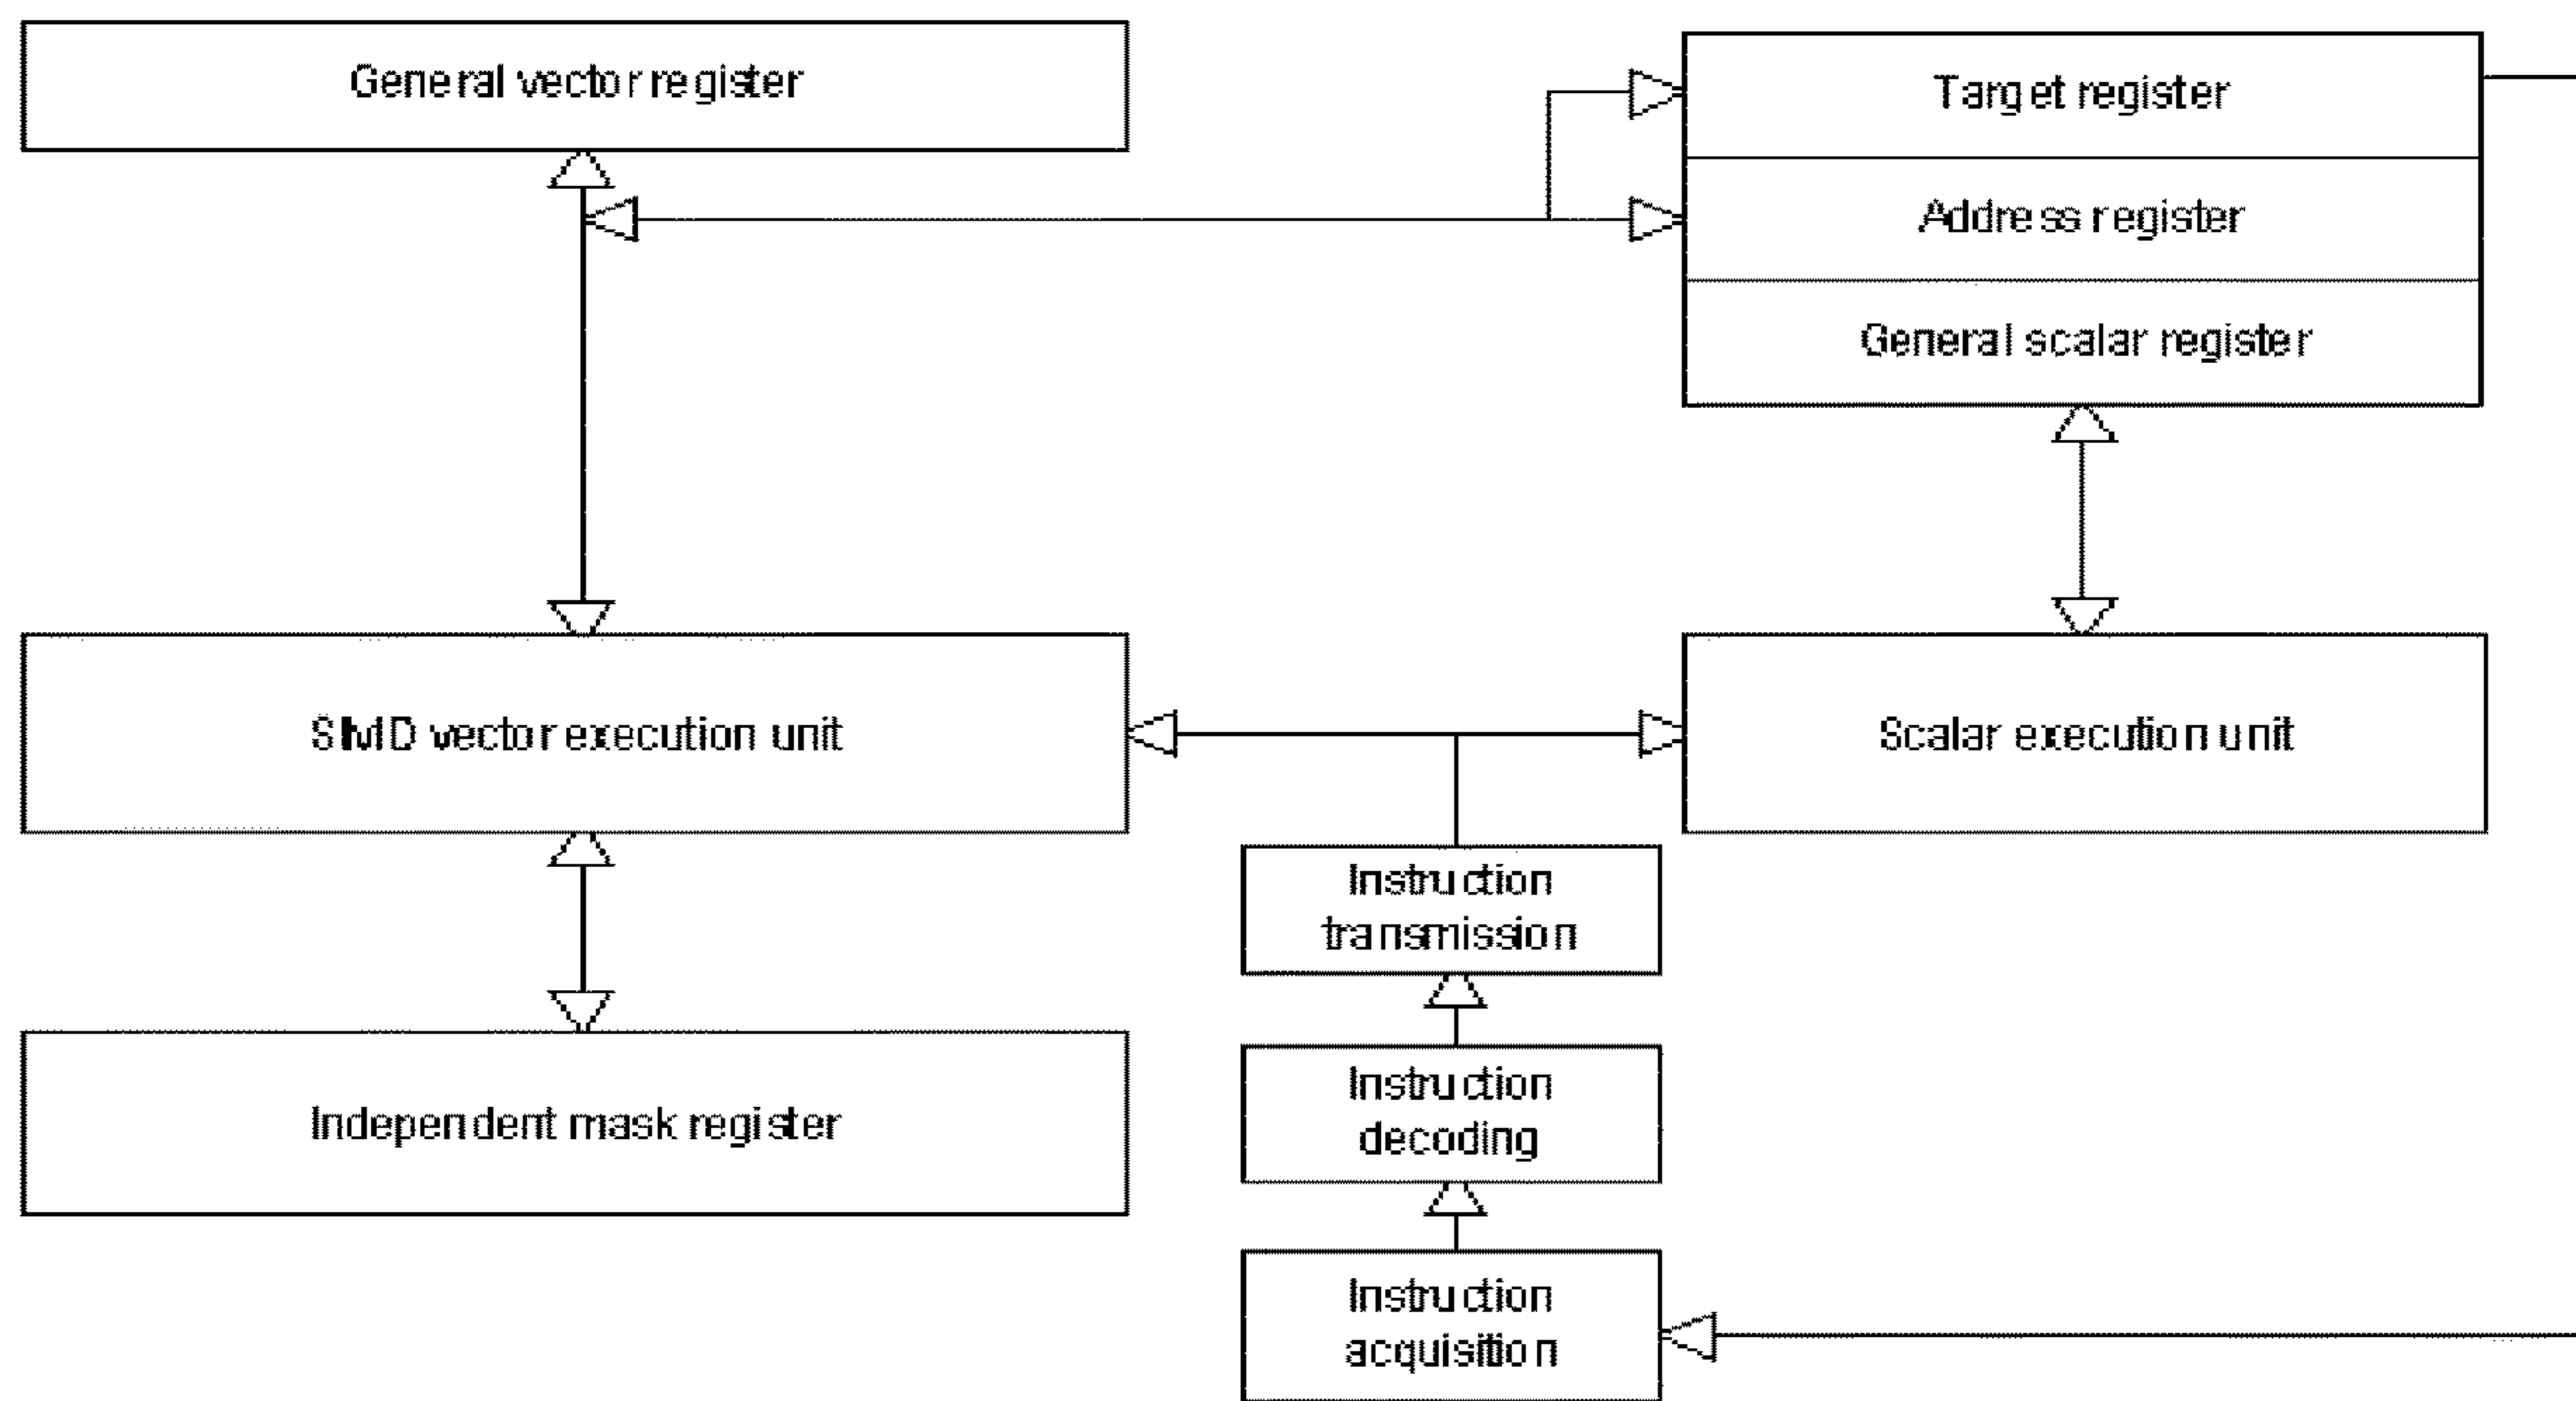 General vector register
Target register
Address register
General scalar register
SIMD vector execution unit
Scalar execution unit
Instruction
transmission
Instruction
decoding
Independent mask register
Instruction
acquisition